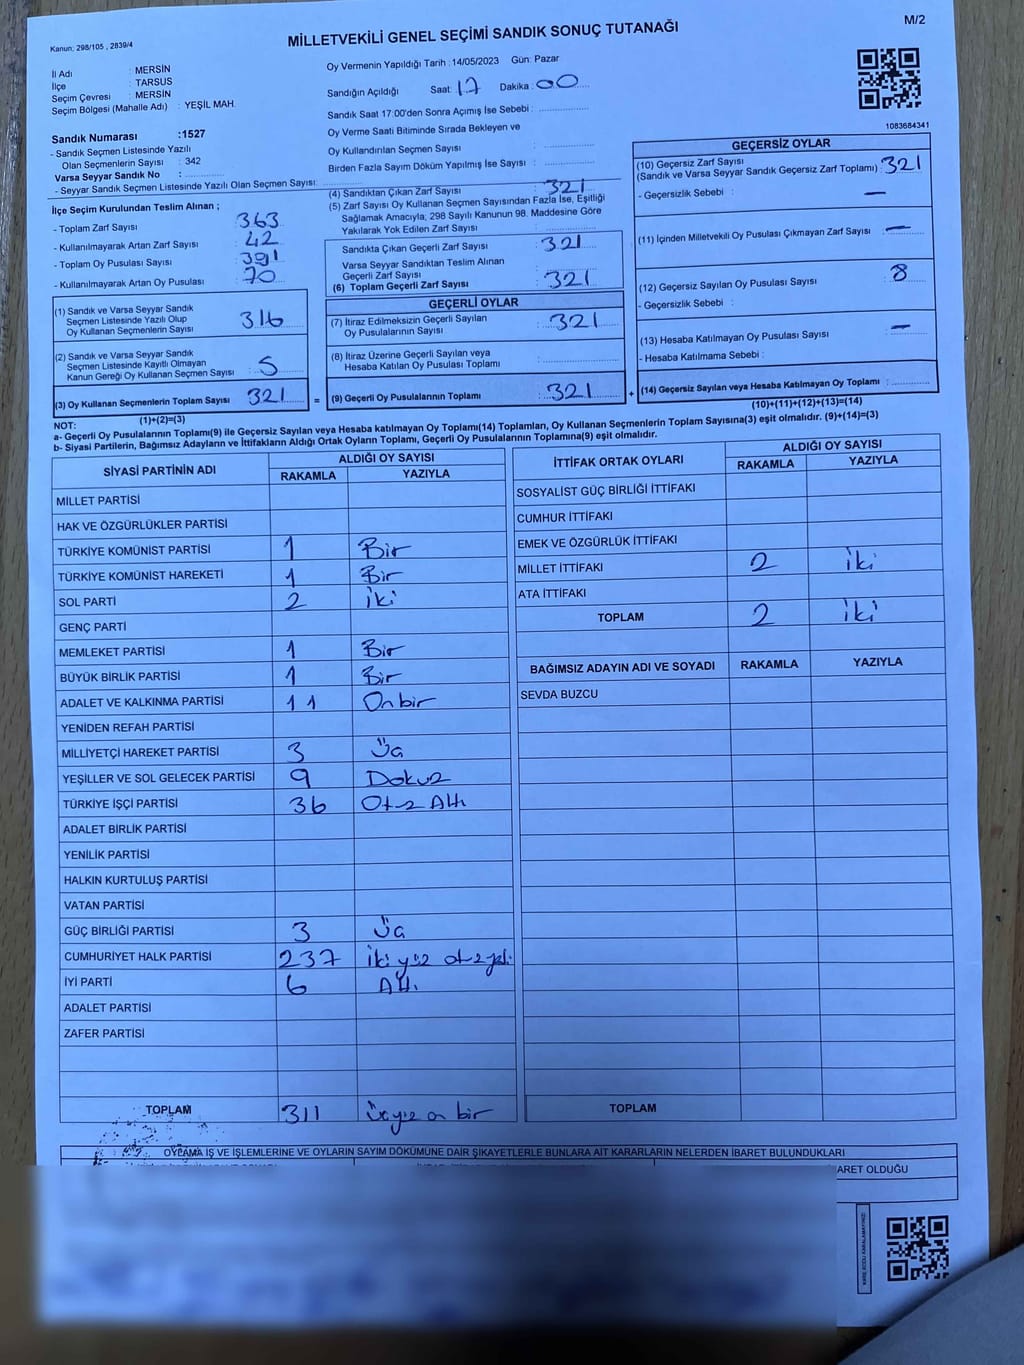 M/2
Kanun: 298/105 , 2839/4
MİLLETVEKİLİ GENEL SEÇİMİ SANDIK SONUÇ TUTANAĞI
İl Adı : MERSİN
İlçe : TARSUS
Seçim Çevresi : MERSİN
Seçim Bölgesi (Mahalle Adı) : YEŞİL MAH.
Sandık Numarası :1527
- Sandık Seçmen Listesinde Yazılı
Olan Seçmenlerin Sayısı : 342
Varsa Seyyar Sandık No :
- Seyyar Sandık Seçmen Listesinde Yazılı Olan Seçmen Sayısı:
Oy Vermenin Yapıldığı Tarih : 14/05/2023 Gün: Pazar
Sandığın Açıldığı Saat: 17 Dakika : 00
Sandık Saat 17:00'den Sonra Açımış İse Sebebi :
Oy Verme Saati Bitiminde Sırada Bekleyen ve
Oy Kullandırılan Seçmen Sayısı :
Birden Fazla Sayım Döküm Yapılmış İse Sayısı :
1083684341
İlçe Seçim Kurulundan Teslim Alınan ;
- Toplam Zarf Sayısı : 363
- Kullanılmayarak Artan Zarf Sayısı : 42
- Toplam Oy Pusulası Sayısı : 391
- Kullanılmayarak Artan Oy Pusulası : 70
(1) Sandık ve Varsa Seyyar Sandık
Seçmen Listesinde Yazılı Olup
Oy Kullanan Seçmenlerin Sayısı : 316
(2) Sandık ve Varsa Seyyar Sandık
Seçmen Listesinde Kayıtlı Olmayan
Kanun Gereği Oy Kullanan Seçmen Sayısı : 5
(3) Oy Kullanan Seçmenlerin Toplam Sayısı : 321
(1)+(2)=(3)
(4) Sandıktan Çıkan Zarf Sayısı : 321
(5) Zarf Sayısı Oy Kullanan Seçmen Sayısından Fazla İse, Eşitliği
Sağlamak Amacıyla; 298 Sayılı Kanunun 98. Maddesine Göre
Yakılarak Yok Edilen Zarf Sayısı :
Sandıkta Çıkan Geçerli Zarf Sayısı : 321
Varsa Seyyar Sandıktan Teslim Alınan
Geçerli Zarf Sayısı :
(6) Toplam Geçerli Zarf Sayısı : 321
GEÇERLİ OYLAR
(7) İtiraz Edilmeksizin Geçerli Sayılan
Oy Pusulalarının Sayısı : 321
(8) İtiraz Üzerine Geçerli Sayılan veya
Hesaba Katılan Oy Pusulası Toplamı :
= (9) Geçerli Oy Pusulalarının Toplamı : 321 +
GEÇERSİZ OYLAR
(10) Geçersiz Zarf Sayısı
(Sandık ve Varsa Seyyar Sandık Geçersiz Zarf Toplamı) : 321
- Geçersizlik Sebebi : —
(11) İçinden Milletvekili Oy Pusulası Çıkmayan Zarf Sayısı : —
(12) Geçersiz Sayılan Oy Pusulası Sayısı : 8
- Geçersizlik Sebebi :
(13) Hesaba Katılmayan Oy Pusulası Sayısı : —
- Hesaba Katılmama Sebebi :
(14) Geçersiz Sayılan veya Hesaba Katılmayan Oy Toplamı :
(10)+(11)+(12)+(13)=(14)
NOT:
a- Geçerli Oy Pusulalarının Toplamı(9) ile Geçersiz Sayılan veya Hesaba katılmayan Oy Toplamı(14) Toplamları, Oy Kullanan Seçmenlerin Toplam Sayısına(3) eşit olmalıdır. (9)+(14)=(3)
b- Siyasi Partilerin, Bağımsız Adayların ve İttifakların Aldığı Ortak Oyların Toplamı, Geçerli Oy Pusulalarının Toplamına(9) eşit olmalıdır.
SİYASİ PARTİNİN ADI ALDIĞI OY SAYISI
RAKAMLA YAZIYLA
MİLLET PARTİSİ
HAK VE ÖZGÜRLÜKLER PARTİSİ
TÜRKİYE KOMÜNİST PARTİSİ 1 Bir
TÜRKİYE KOMÜNİST HAREKETİ 1 Bir
SOL PARTİ 2 iki
GENÇ PARTİ
MEMLEKET PARTİSİ 1 Bir
BÜYÜK BİRLİK PARTİSİ 1 Bir
ADALET VE KALKINMA PARTİSİ 11 On bir
YENİDEN REFAH PARTİSİ
MİLLİYETÇİ HAREKET PARTİSİ 3 Üç
YEŞİLLER VE SOL GELECEK PARTİSİ 9 Dokuz
TÜRKİYE İŞÇİ PARTİSİ 36 Otuz Altı
ADALET BİRLİK PARTİSİ
YENİLİK PARTİSİ
HALKIN KURTULUŞ PARTİSİ
VATAN PARTİSİ
GÜÇ BİRLİĞİ PARTİSİ 3 Üç
CUMHURİYET HALK PARTİSİ 237 iki yüz otuz yedi
İYİ PARTİ 6 Altı
ADALET PARTİSİ
ZAFER PARTİSİ
TOPLAM 311 üçyüz on bir
İTTİFAK ORTAK OYLARI ALDIĞI OY SAYISI
RAKAMLA YAZIYLA
SOSYALİST GÜÇ BİRLİĞİ İTTİFAKI
CUMHUR İTTİFAKI
EMEK VE ÖZGÜRLÜK İTTİFAKI
MİLLET İTTİFAKI 2 iki
ATA İTTİFAKI
TOPLAM 2 iki
BAĞIMSIZ ADAYIN ADI VE SOYADI RAKAMLA YAZIYLA
SEVDA BUZCU
TOPLAM
OYLAMA İŞ VE İŞLEMLERİNE VE OYLARIN SAYIM DÖKÜMÜNE DAİR ŞİKAYETLERLE BUNLARA AİT KARARLARIN NELERDEN İBARET BULUNDUKLARI
ARET OLDUĞU